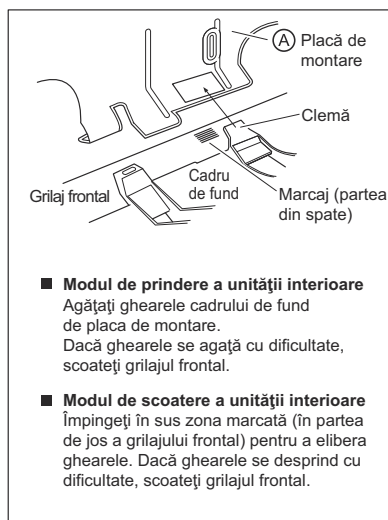 A Placă de
montare
Clemă
Cadru
de fund
Grilaj frontal
Marcaj (partea
din spate)
■ Modul de prindere a unităţii interioare
Agăţaţi ghearele cadrului de fund
de placa de montare.
Dacă ghearele se agaţă cu dificultate,
scoateţi grilajul frontal.
■ Modul de scoatere a unităţii interioare
Împingeţi în sus zona marcată (în partea
de jos a grilajului frontal) pentru a elibera
ghearele. Dacă ghearele se desprind cu
dificultate, scoateţi grilajul frontal.